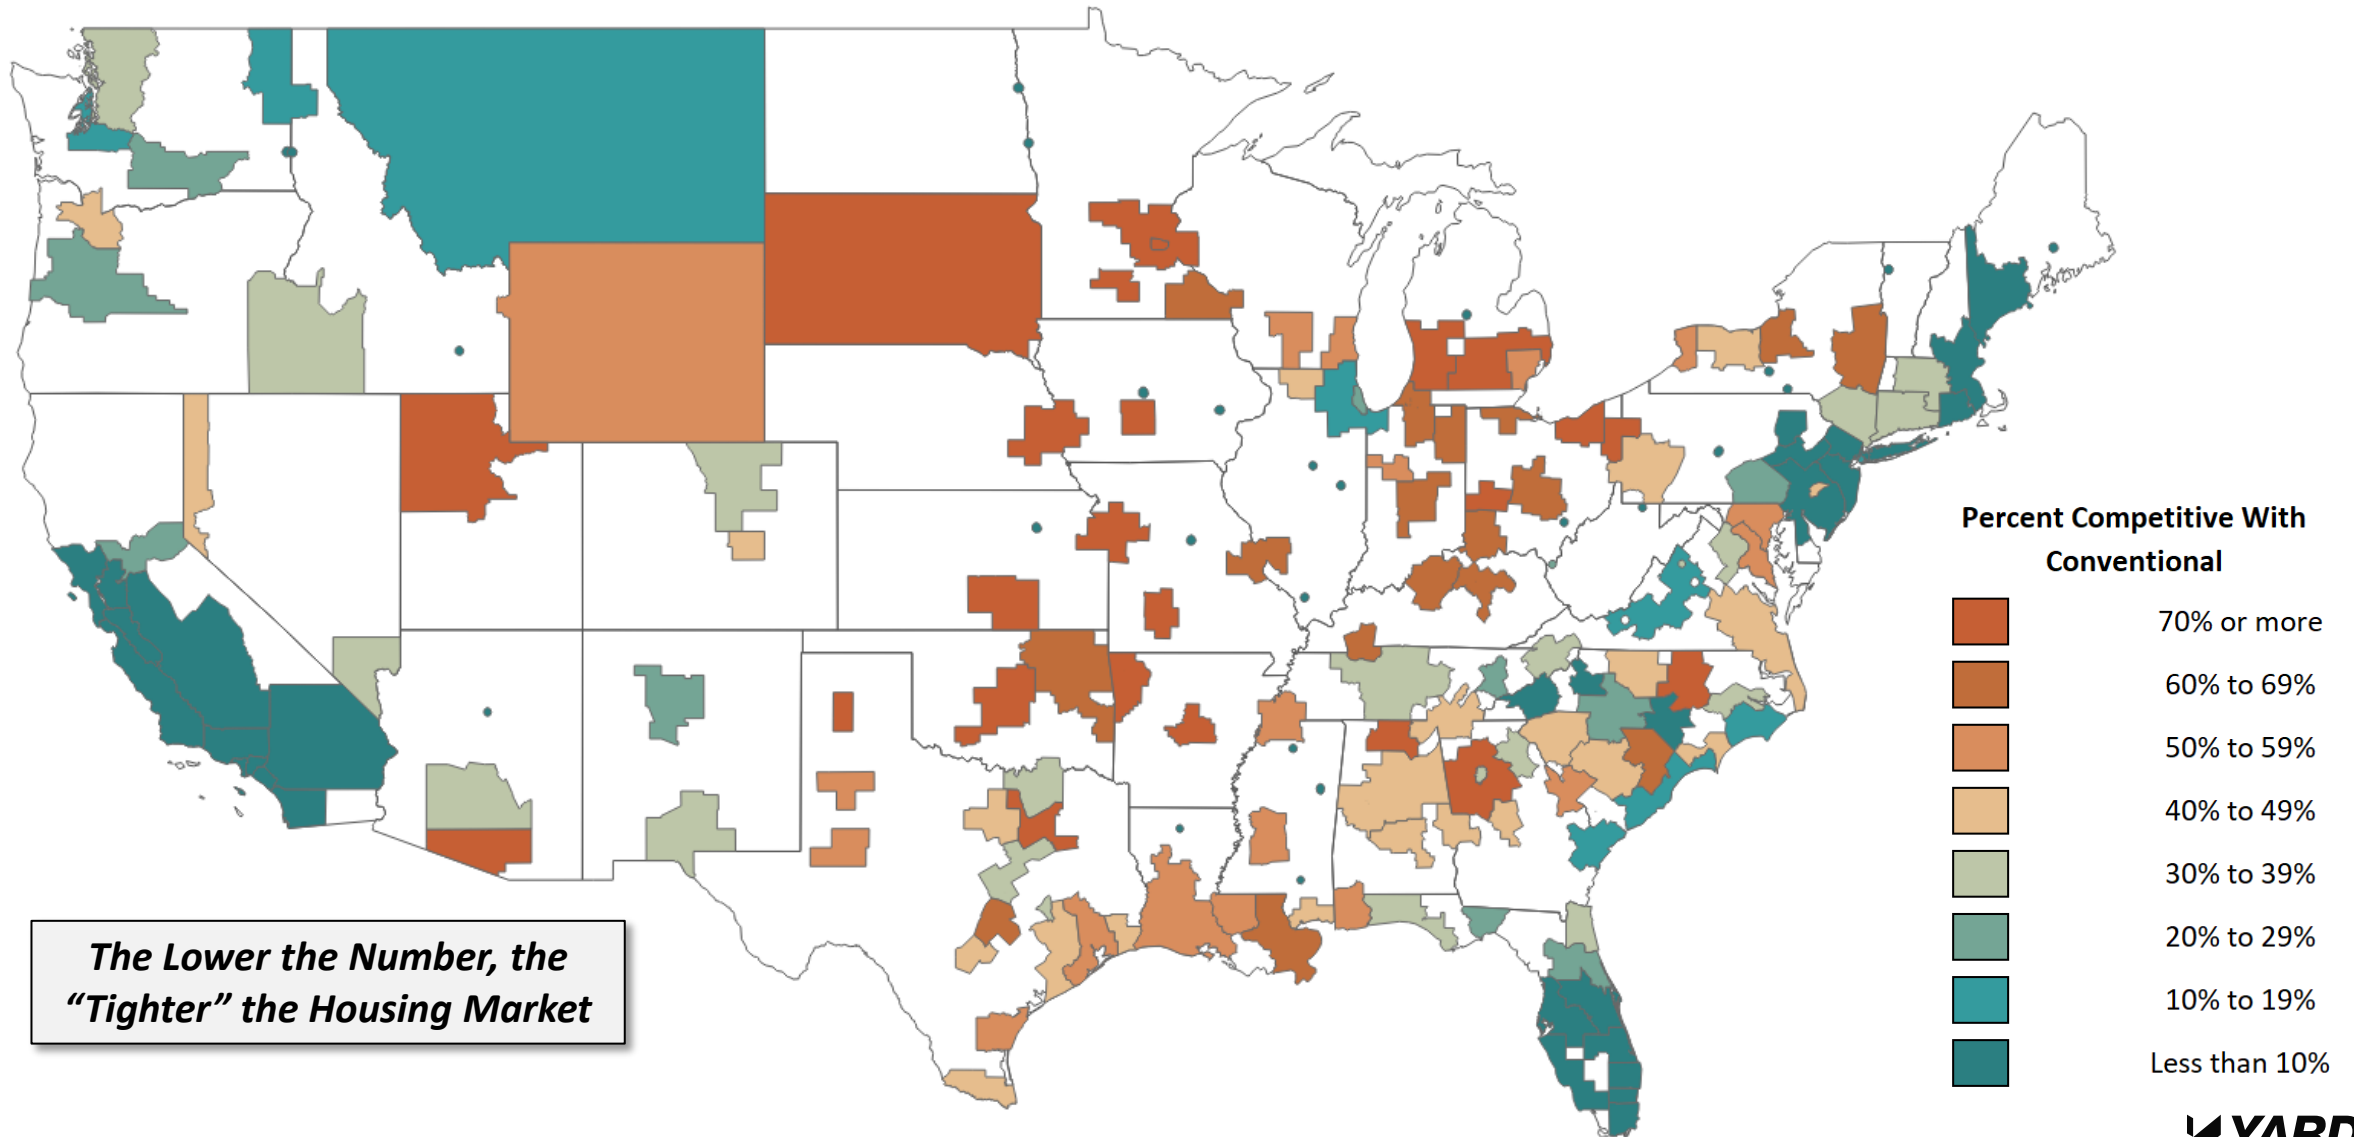 Percent Competitive With
Conventional
70% or more
60% to 69%
50% to 59%
40% to 49%
30% to 39%
20% to 29%
10% to 19%
Less than 10%
The Lower the Number, the
“Tighter” the Housing Market